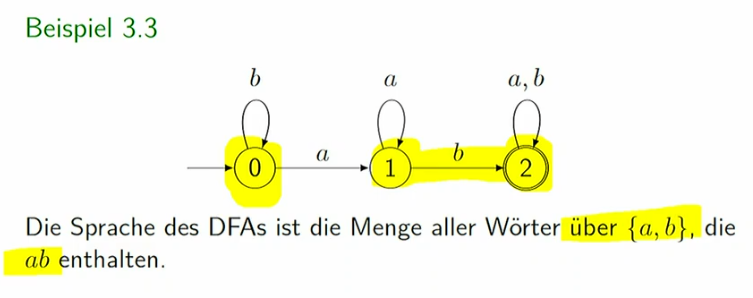 Beispiel 3.3
b a a, b
0 a 1 b 2
Die Sprache des DFAs ist die Menge aller Wörter über {a, b}, die
ab enthalten.